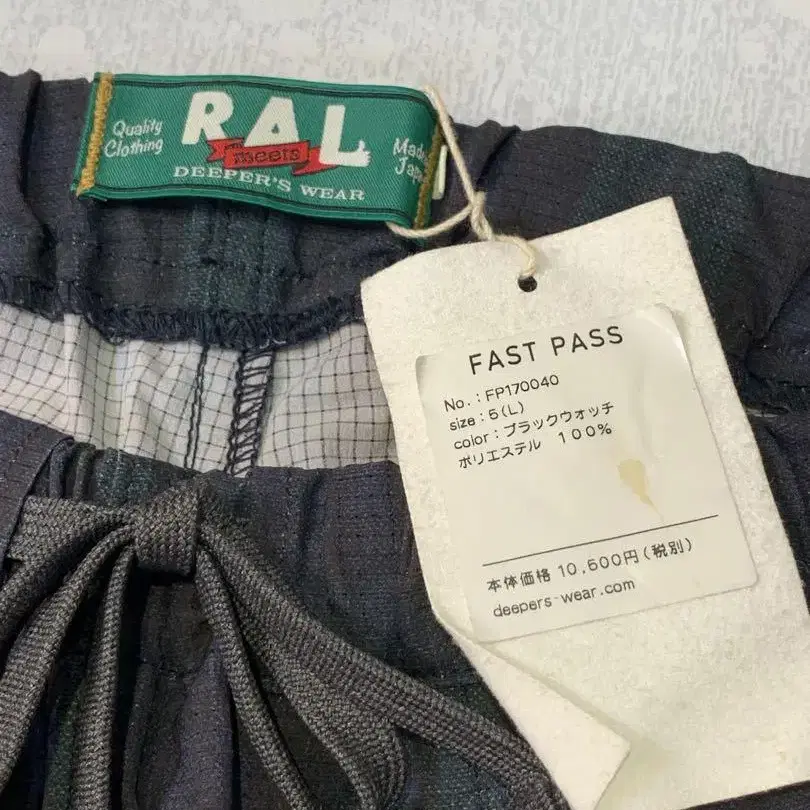 Quality
Clothing
RAL
meets
DEEPER'S WEAR
Made
FAST PASS
No.：FP170040
size：5(L)
color：ブラックウォッチ
ポリエステル 100%
本体価格 10,500円(税別)
deepers-wear.com